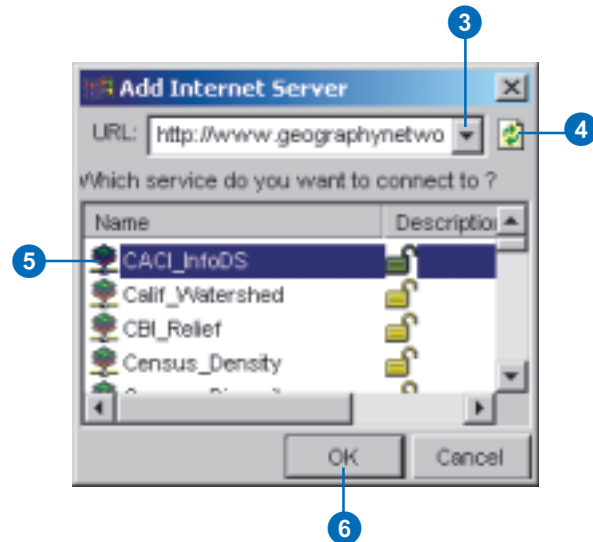 3
Add Internet Server
URL: http://www.geographynetwo
4
Which service do you want to connect to ?
Name Descriptio
5
CACI_InfoDS
Calif_Watershed
CBI_Relief
Census_Density
OK Cancel
6